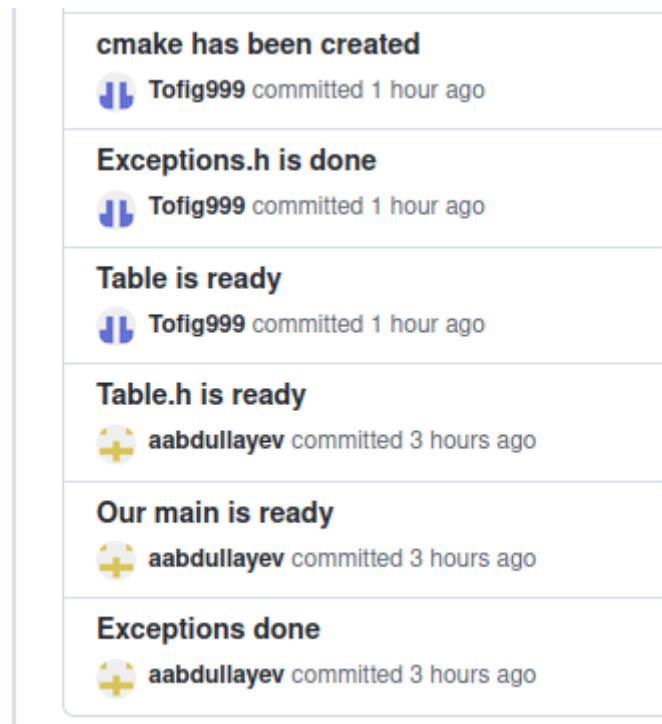 cmake has been created
Tofig999 committed 1 hour ago
Exceptions.h is done
Tofig999 committed 1 hour ago
Table is ready
Tofig999 committed 1 hour ago
Table.h is ready
aabdullayev committed 3 hours ago
Our main is ready
aabdullayev committed 3 hours ago
Exceptions done
aabdullayev committed 3 hours ago